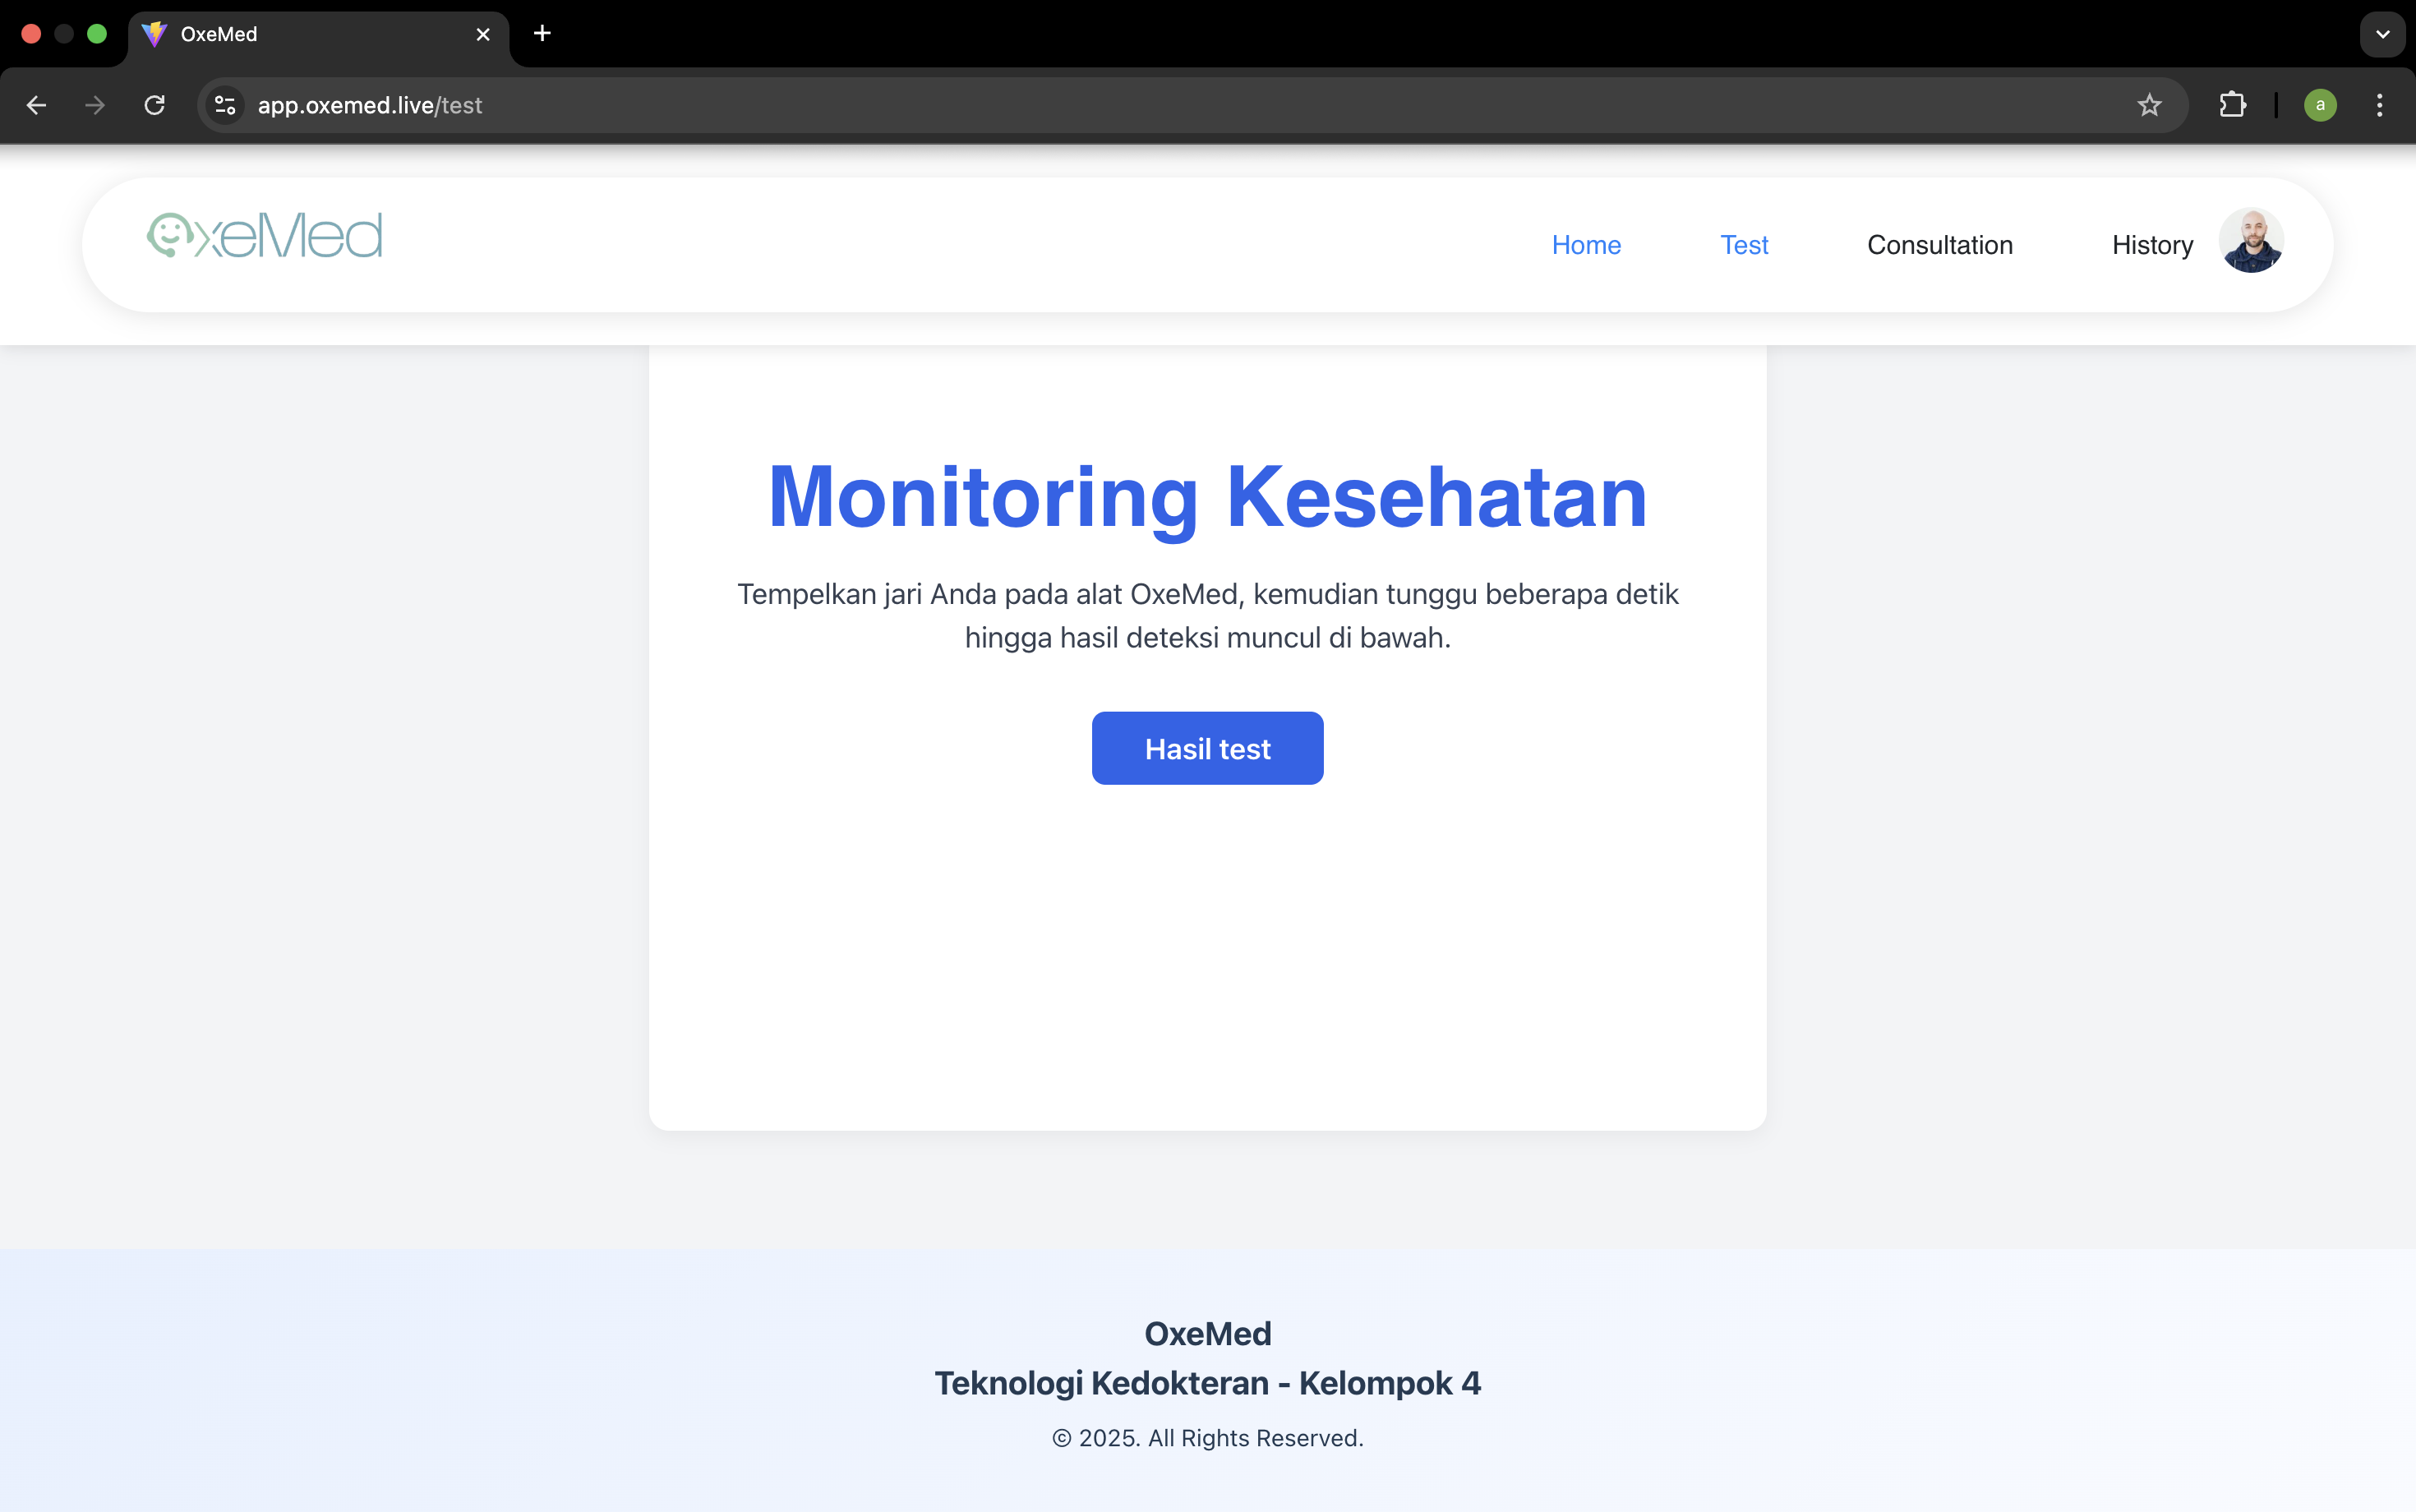 OxeMed
app.oxemed.live/test
a
OxeMed
Home
Test
Consultation
History
Monitoring Kesehatan
Tempelkan jari Anda pada alat OxeMed, kemudian tunggu beberapa detik
hingga hasil deteksi muncul di bawah.
Hasil test
OxeMed
Teknologi Kedokteran - Kelompok 4
© 2025. All Rights Reserved.